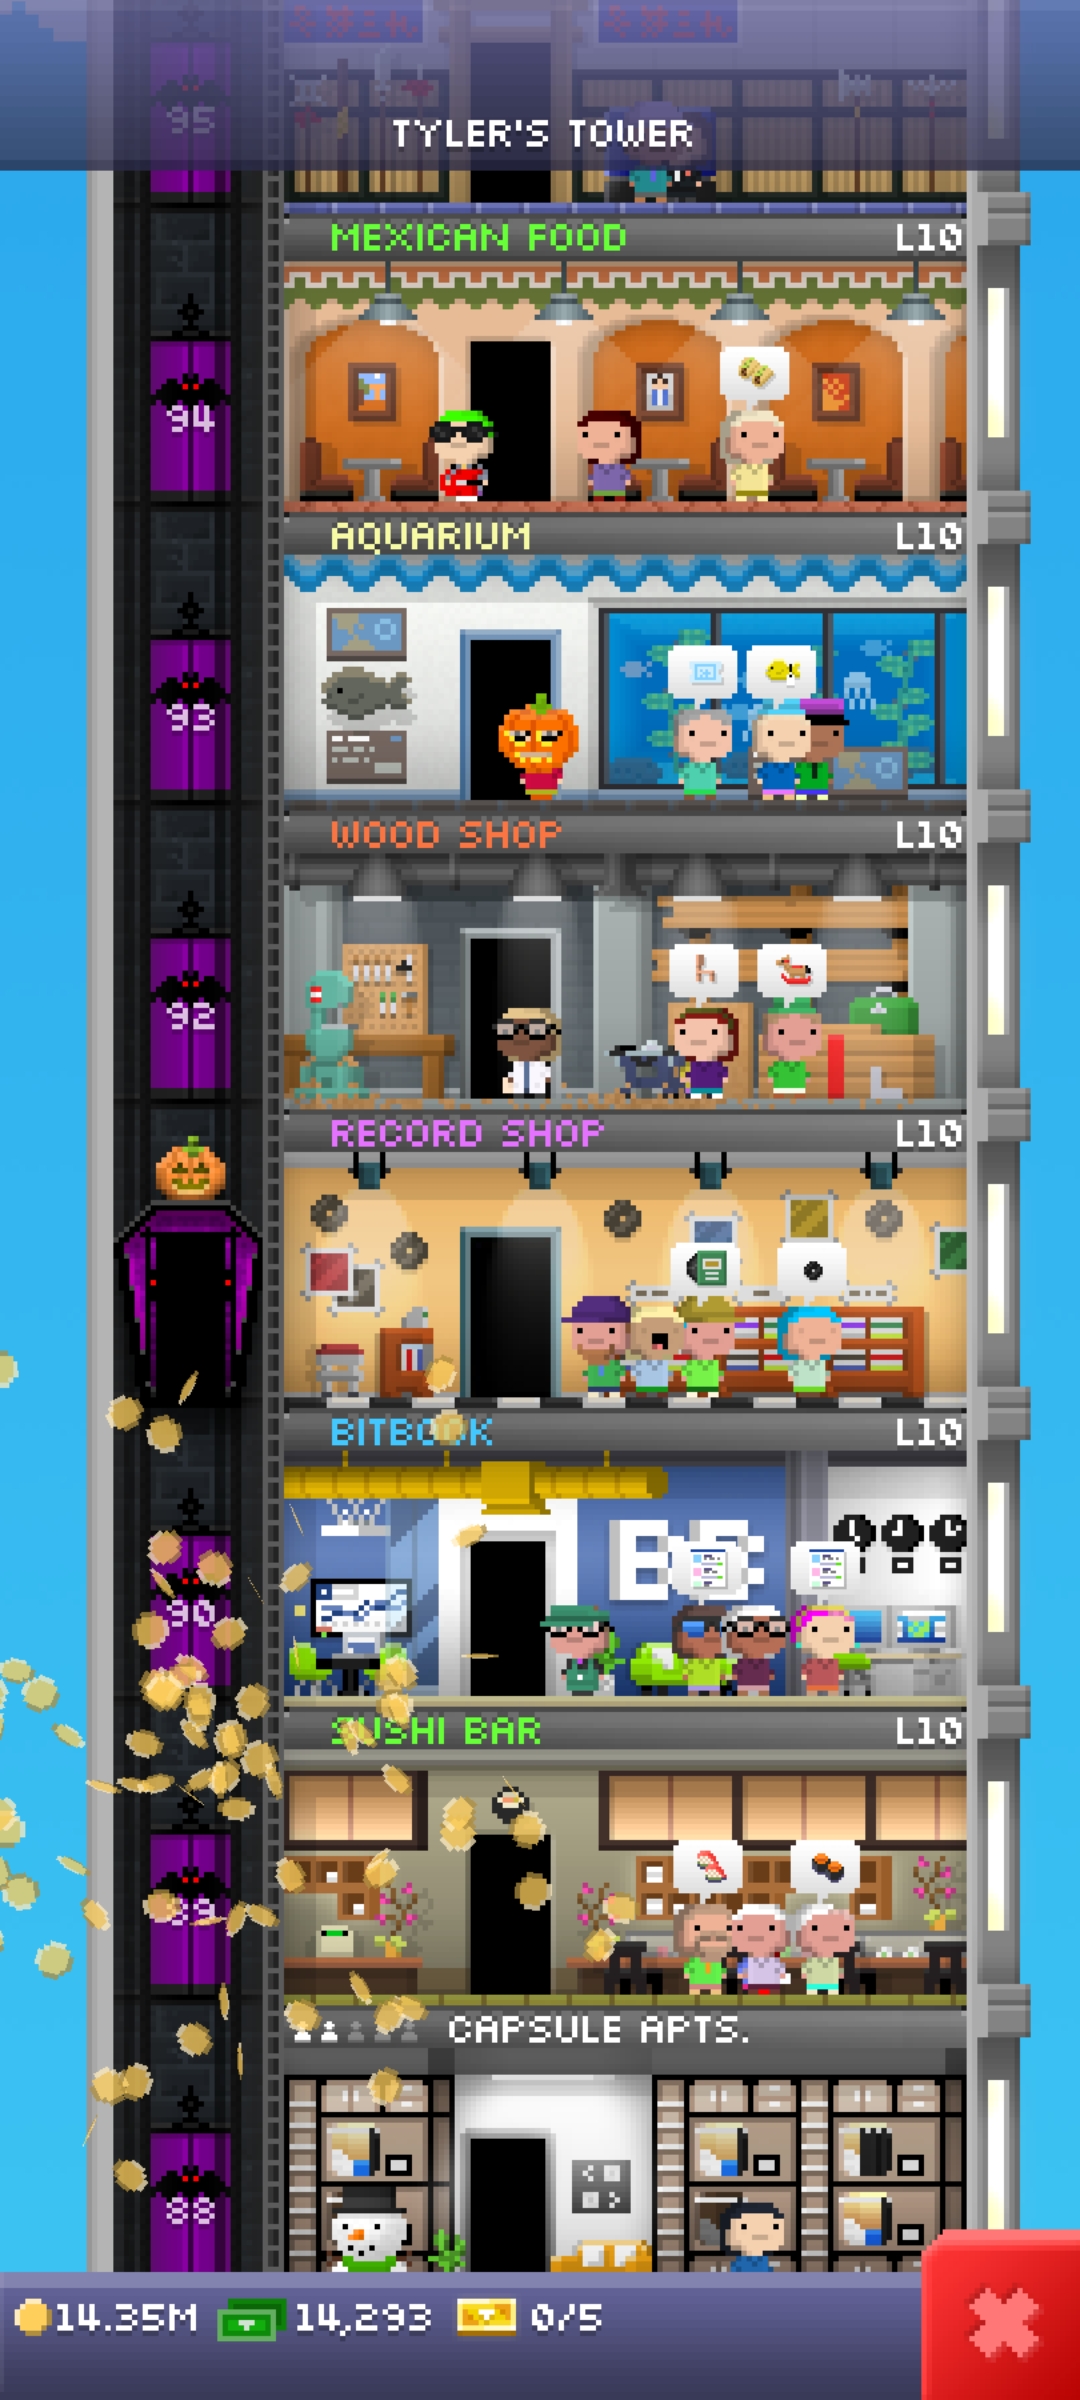 95
TYLER'S TOWER
MEXICAN FOOD L10
94
AQUARIUM L10
93
WOOD SHOP L10
92
RECORD SHOP L10
BITBOOK L10
90
SUSHI BAR L10
89
CAPSULE APTS.
88
14.35M 14,293 0/5